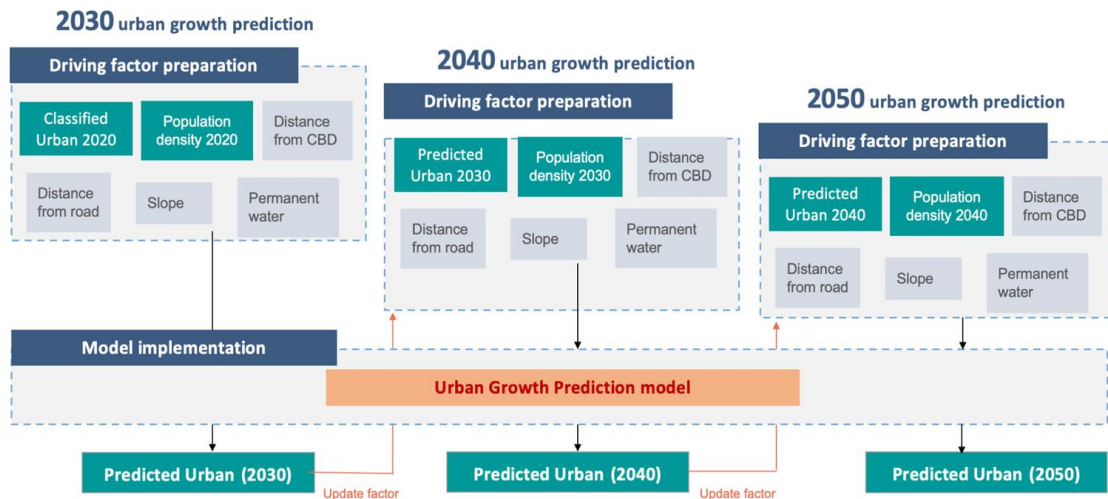 2030 urban growth prediction
Driving factor preparation
Classified
Urban 2020
Population
density 2020
Distance
from CBD
Distance
from road
Slope
Permanent
water
2040 urban growth prediction
Driving factor preparation
Predicted
Urban 2030
Population
density 2030
Distance
from CBD
Distance
from road
Slope
Permanent
water
2050 urban growth prediction
Driving factor preparation
Predicted
Urban 2040
Population
density 2040
Distance
from CBD
Distance
from road
Slope
Permanent
water
Model implementation
Urban Growth Prediction model
Predicted Urban (2030)
Update factor
Predicted Urban (2040)
Update factor
Predicted Urban (2050)